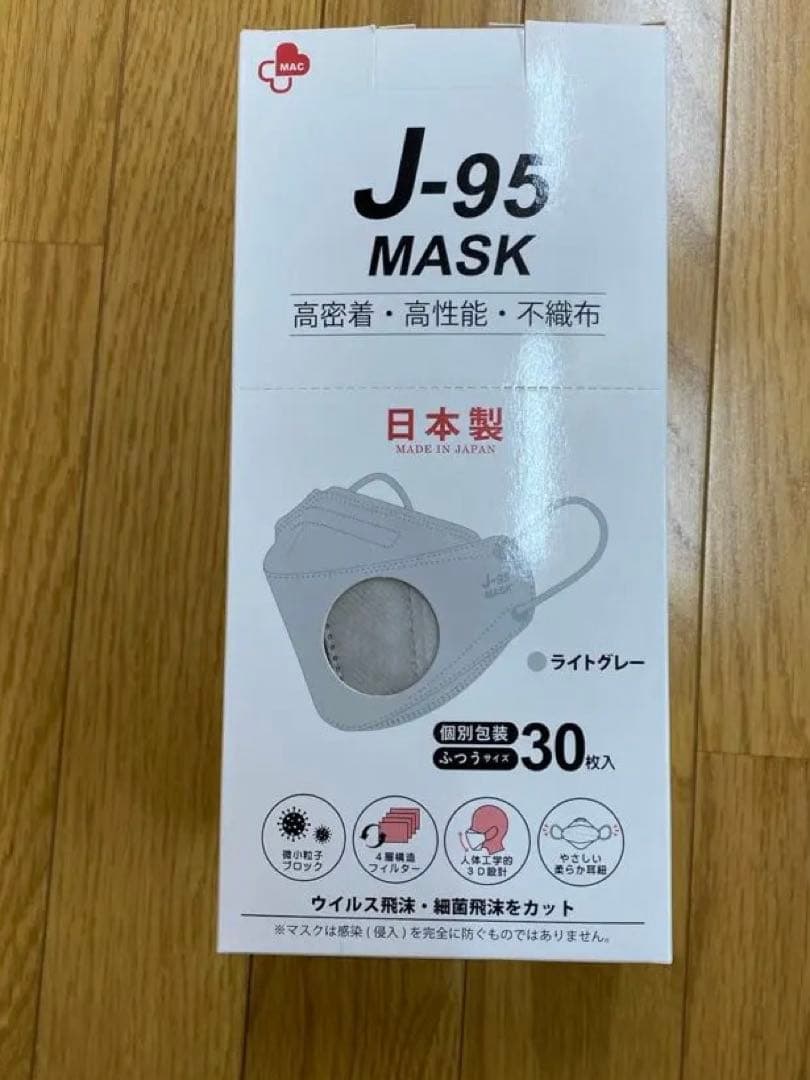 MAC
J-95
MASK
高密着・高性能・不織布
日本製
MADE IN JAPAN
J-95
MASK
ライトグレー
個別包装
ふつうサイズ
30枚入
微小粒子
ブロック
4層構造
フィルター
人体工学的
3D設計
やさしい
柔らか耳紐
ウイルス飛沫・細菌飛沫をカット
※マスクは感染(侵入)を完全に防ぐものではありません。